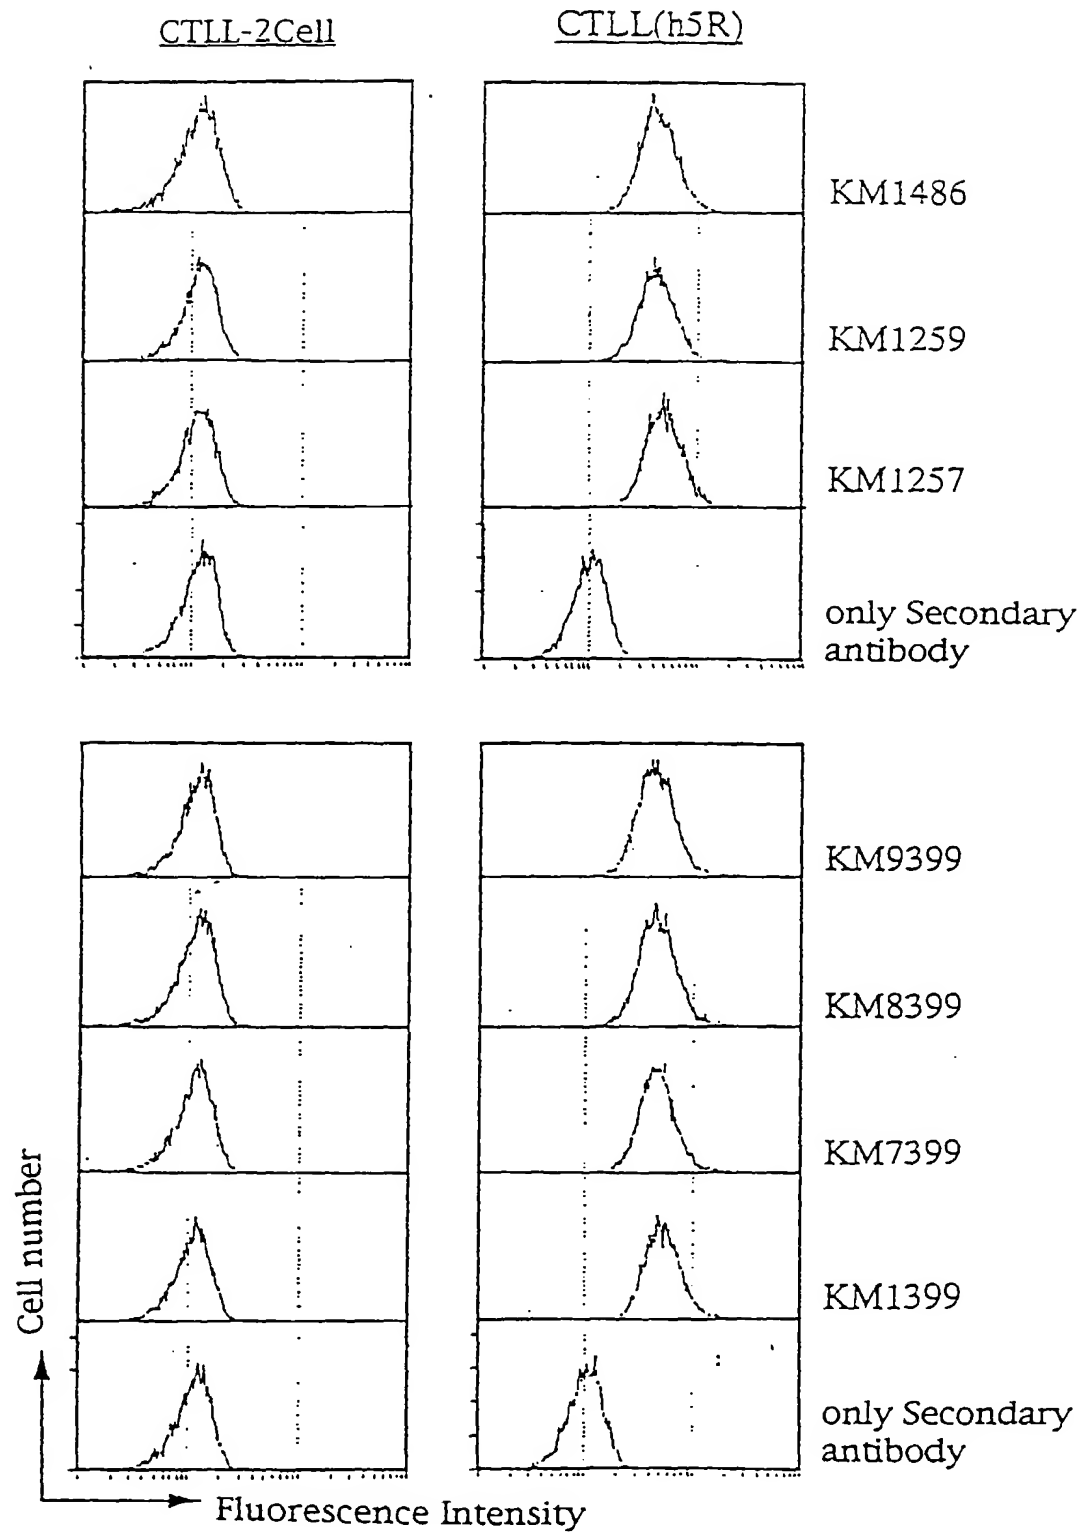 CTLL-2Cell
CTLL(h5R)
KM1486
KM1259
KM1257
only Secondary
antibody
KM9399
KM8399
KM7399
KM1399
only Secondary
antibody
Cell number
Fluorescence Intensity